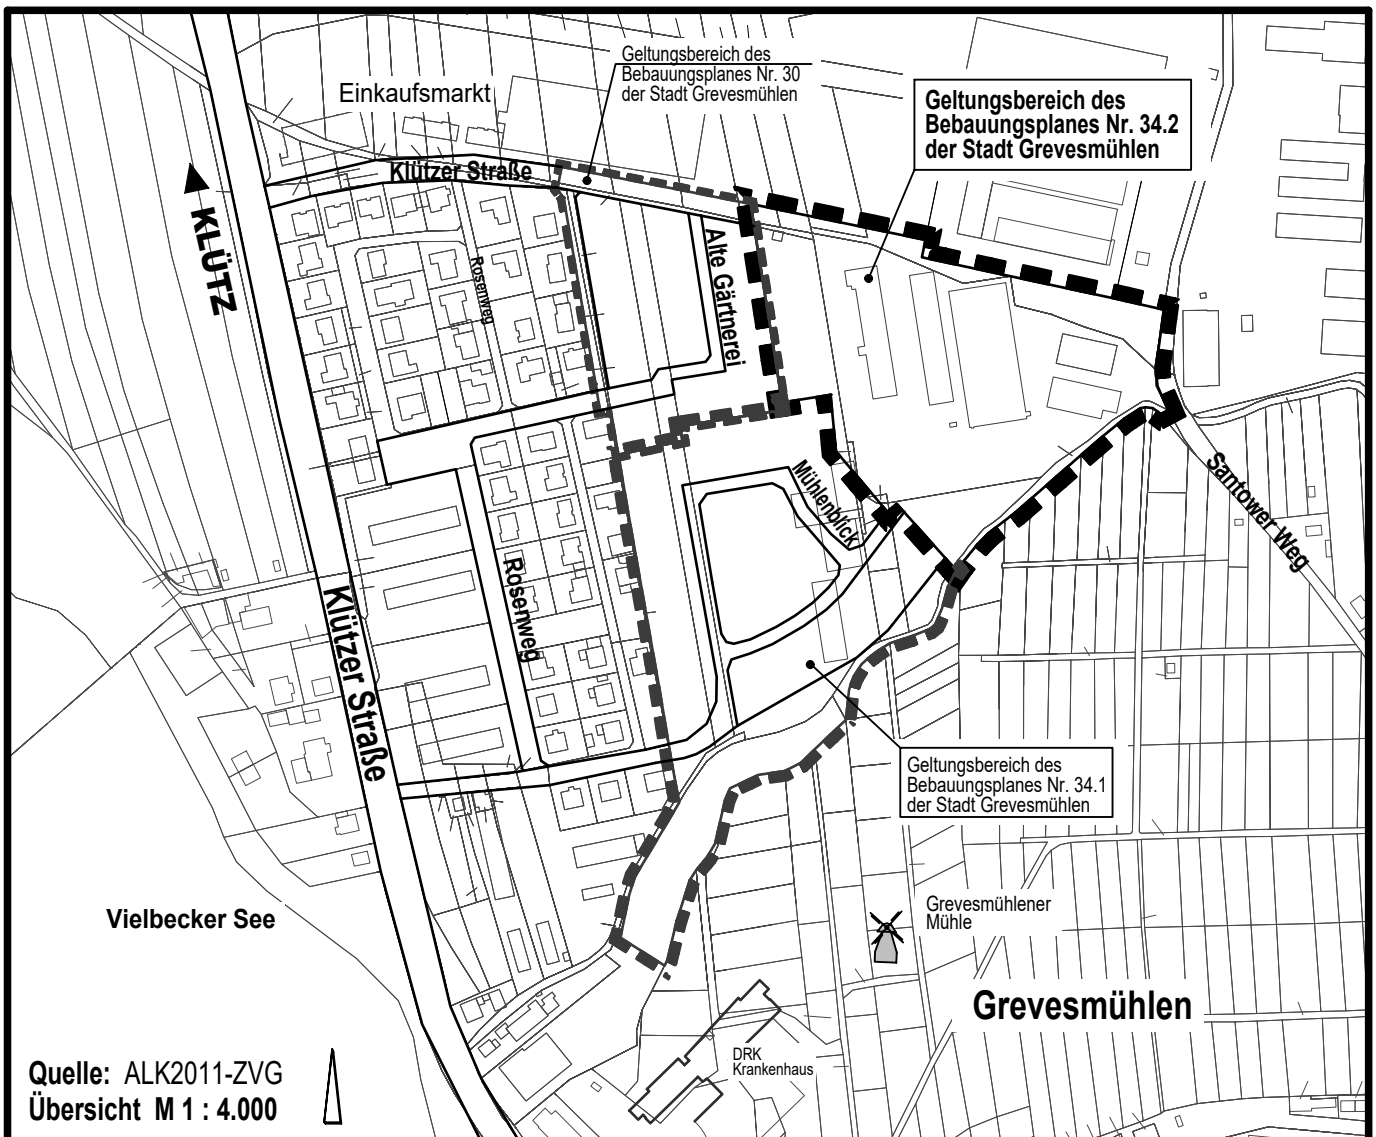 Geltungsbereich des
Bebauungsplanes Nr. 30
der Stadt Grevesmühlen
Einkaufsmarkt
Geltungsbereich des
Bebauungsplanes Nr. 34.2
der Stadt Grevesmühlen
Klützer Straße
KLÜTZ
Rosenweg
Alte Gärtnerei
Mühlenblick
Santower Weg
Rosenweg
Klützer Straße
Geltungsbereich des
Bebauungsplanes Nr. 34.1
der Stadt Grevesmühlen
Vielbecker See
Grevesmühlener
Mühle
Grevesmühlen
DRK
Krankenhaus
Quelle: ALK2011-ZVG
Übersicht M 1 : 4.000